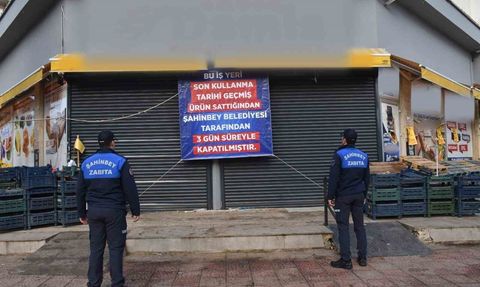 BU İŞ YERİ
SON KULLANMA
TARİHİ GEÇMİŞ
ÜRÜN SATTIĞINDAN
ŞAHİNBEY BELEDİYESİ
TARAFINDAN
3 GÜN SÜREYLE
KAPATILMIŞTIR.
ŞAHİNBEY
ZABITA
ŞAHİNBEY
ZABITA